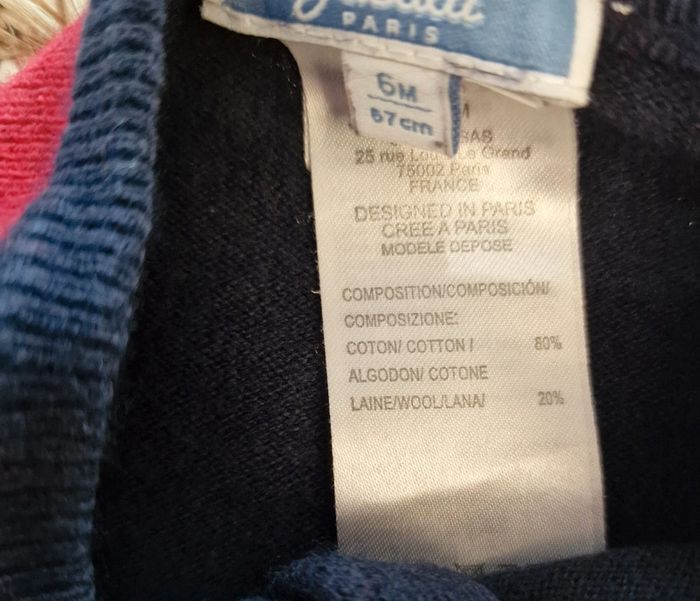 PARIS
6M
67cm
25 rue Louis Le Grand
75002 Paris
FRANCE
DESIGNED IN PARIS
CREE A PARIS
MODELE DEPOSE
COMPOSITION/COMPOSICIÓN/
COMPOSIZIONE:
COTON/ COTTON / 80%
ALGODON/ COTONE
LAINE/WOOL/LANA/ 20%